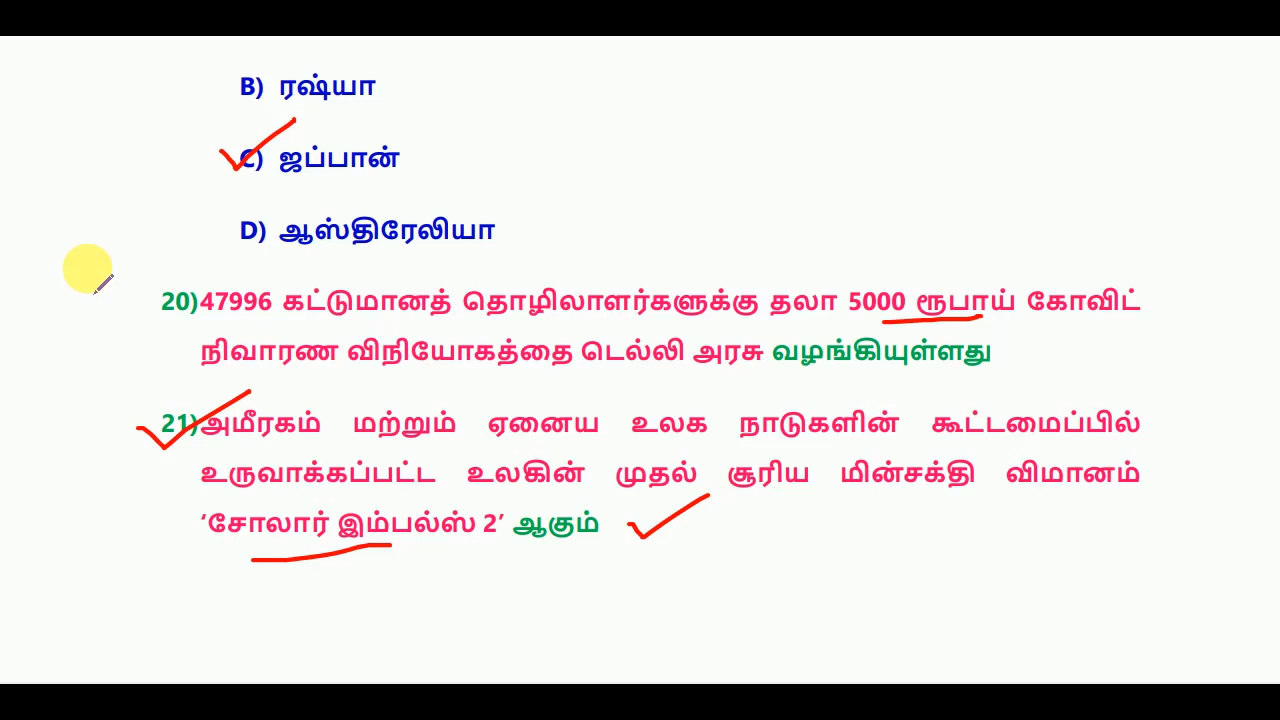 B) ரஷ்யா
C) ஜப்பான்
D) ஆஸ்திரேலியா
20)47996 கட்டுமானத் தொழிலாளர்களுக்கு தலா 5000 ரூபாய் கோவிட்
நிவாரண விநியோகத்தை டெல்லி அரசு வழங்கியுள்ளது
21)அமீரகம் மற்றும் ஏனைய உலக நாடுகளின் கூட்டமைப்பில்
உருவாக்கப்பட்ட உலகின் முதல் சூரிய மின்சக்தி விமானம்
‘சோலார் இம்பல்ஸ் 2’ ஆகும்